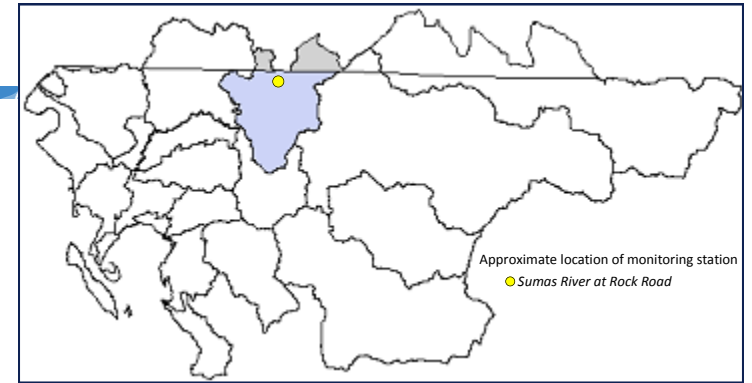 Approximate location of monitoring station
Sumas River at Rock Road